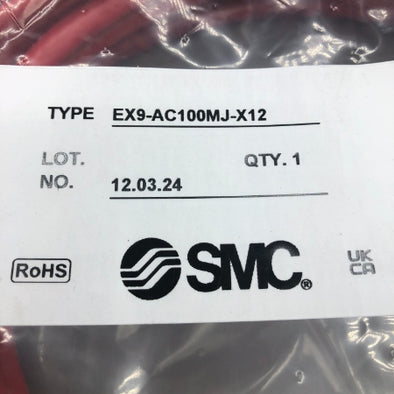 TYPE EX9-AC100MJ-X12
LOT. QTY. 1
NO. 12.03.24
RoHS SMC® UK
CA